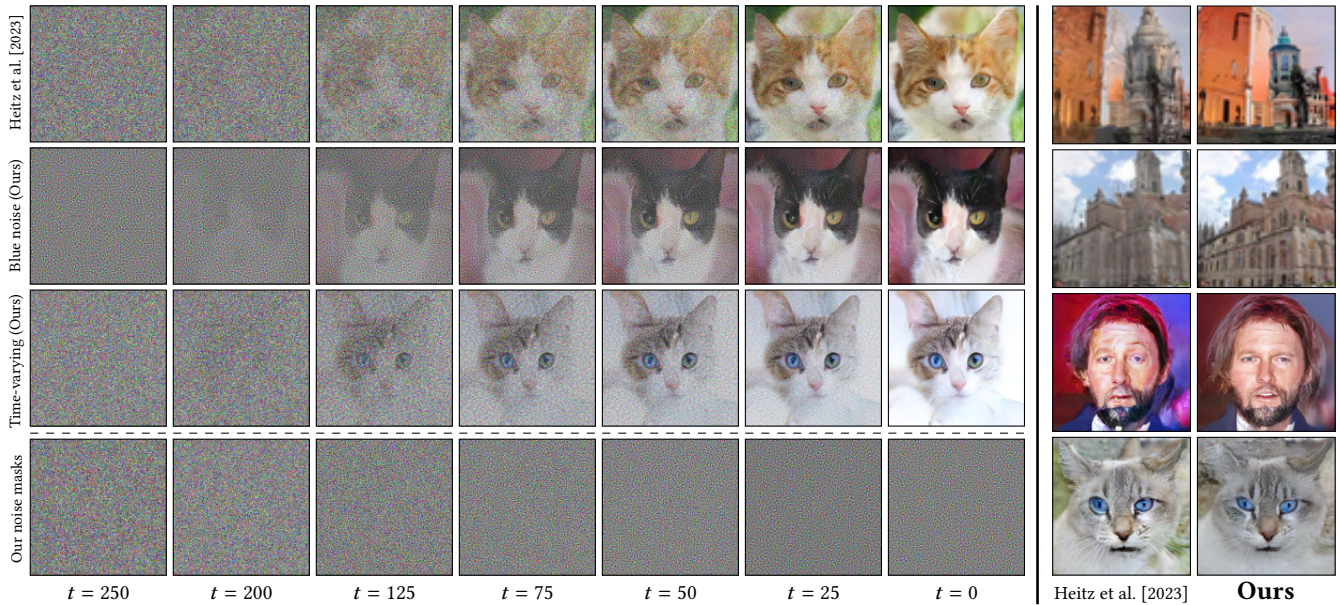 Heitz et al. [2023]
Blue noise (Ours)
Time-varying (Ours)
Our noise masks
t = 250
t = 200
t = 125
t = 75
t = 50
t = 25
t = 0
Heitz et al. [2023]
Ours